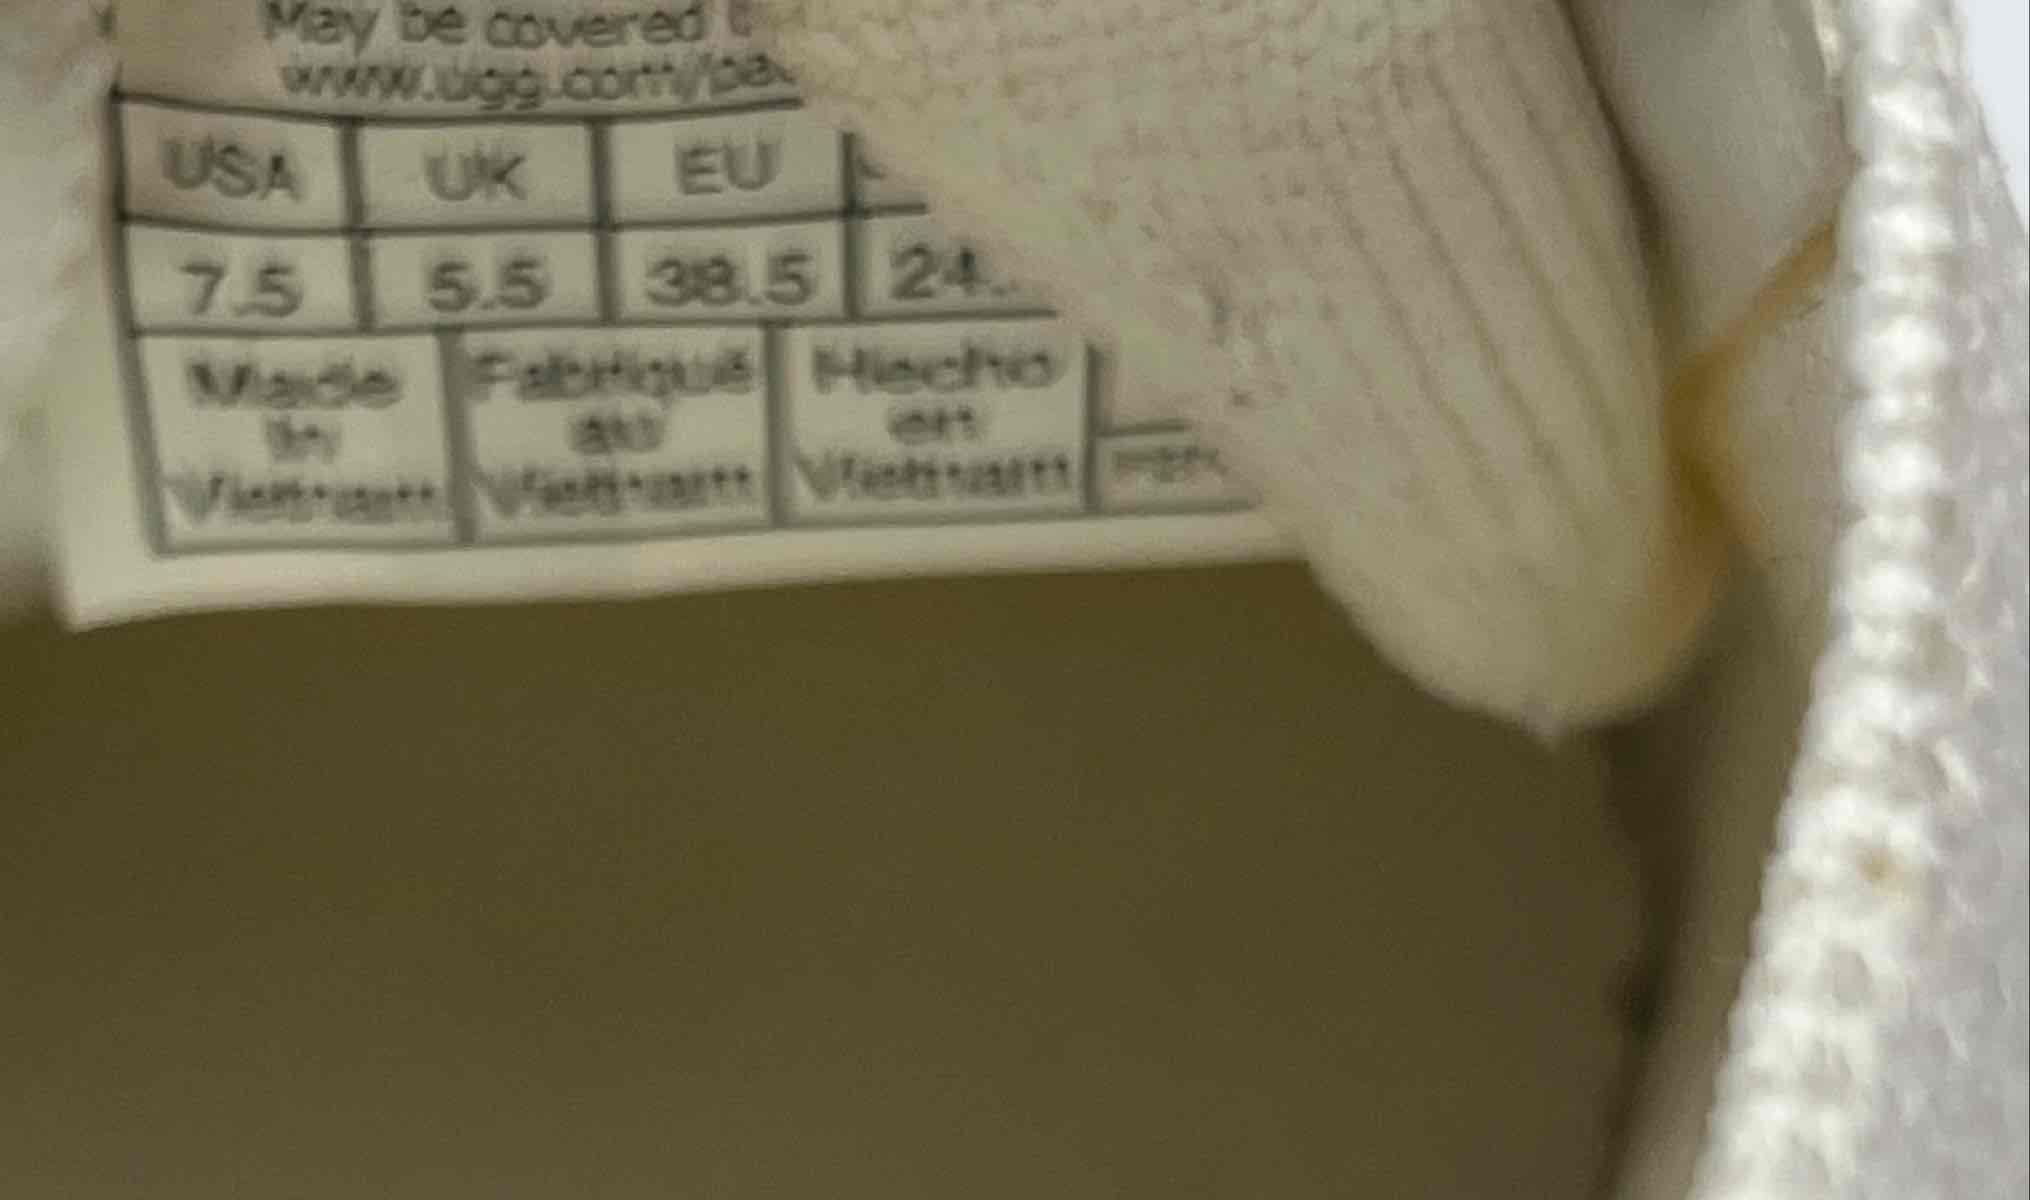 May be covered
www.ugg.com/pa
USA UK EU
7.5 5.5 38.5 24.
Made Fabriqué Hecho
in au en
Vietnam Vietnam Vietnam